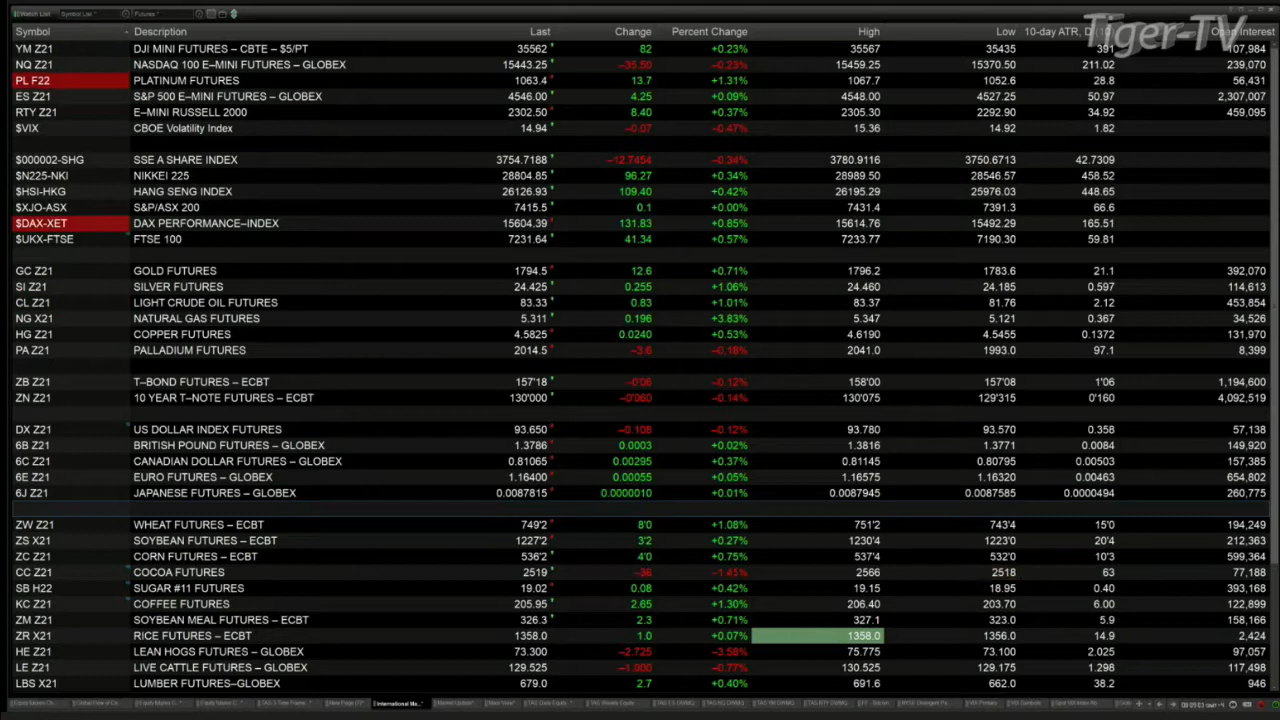 Watch List Symbol List Futures
Symbol Description Last Change Percent Change High Low 10-day ATR, D Open Interest
Tiger-TV
YM Z21 DJI MINI FUTURES – CBTE – $5/PT 35562 82 +0.23% 35567 35435 391 107,984
NQ Z21 NASDAQ 100 E–MINI FUTURES – GLOBEX 15443.25 –35.50 –0.23% 15459.25 15370.50 211.02 239,070
PL F22 PLATINUM FUTURES 1063.4 13.7 +1.31% 1067.7 1052.6 28.8 56,431
ES Z21 S&P 500 E–MINI FUTURES – GLOBEX 4546.00 4.25 +0.09% 4548.00 4527.25 50.97 2,307,007
RTY Z21 E–MINI RUSSELL 2000 2302.50 8.40 +0.37% 2305.30 2292.90 34.92 459,095
$VIX CBOE Volatility Index 14.94 –0.07 –0.47% 15.36 14.92 1.82
$000002-SHG SSE A SHARE INDEX 3754.7188 –12.7454 –0.34% 3780.9116 3750.6713 42.7309
$N225-NKI NIKKEI 225 28804.85 96.27 +0.34% 28989.50 28546.57 458.52
$HSI-HKG HANG SENG INDEX 26126.93 109.40 +0.42% 26195.29 25976.03 448.65
$XJO-ASX S&P/ASX 200 7415.5 0.1 +0.00% 7431.4 7391.3 66.6
$DAX-XET DAX PERFORMANCE–INDEX 15604.39 131.83 +0.85% 15614.76 15492.29 165.51
$UKX-FTSE FTSE 100 7231.64 41.34 +0.57% 7233.77 7190.30 59.81
GC Z21 GOLD FUTURES 1794.5 12.6 +0.71% 1796.2 1783.6 21.1 392,070
SI Z21 SILVER FUTURES 24.425 0.255 +1.06% 24.460 24.185 0.597 114,613
CL Z21 LIGHT CRUDE OIL FUTURES 83.33 0.83 +1.01% 83.37 81.76 2.12 453,854
NG X21 NATURAL GAS FUTURES 5.311 0.196 +3.83% 5.347 5.121 0.367 34,526
HG Z21 COPPER FUTURES 4.5825 0.0240 +0.53% 4.6190 4.5455 0.1372 131,970
PA Z21 PALLADIUM FUTURES 2014.5 –3.6 –0.18% 2041.0 1993.0 97.1 8,399
ZB Z21 T–BOND FUTURES – ECBT 157'18 –0'06 –0.12% 158'00 157'08 1'06 1,194,600
ZN Z21 10 YEAR T–NOTE FUTURES – ECBT 130'000 –0'060 –0.14% 130'075 129'315 0'160 4,092,519
DX Z21 US DOLLAR INDEX FUTURES 93.650 –0.108 –0.12% 93.780 93.570 0.358 57,138
6B Z21 BRITISH POUND FUTURES – GLOBEX 1.3786 0.0003 +0.02% 1.3816 1.3771 0.0084 149,920
6C Z21 CANADIAN DOLLAR FUTURES – GLOBEX 0.81065 0.00295 +0.37% 0.81145 0.80795 0.00503 157,385
6E Z21 EURO FUTURES – GLOBEX 1.16400 0.00055 +0.05% 1.16575 1.16320 0.00463 654,802
6J Z21 JAPANESE FUTURES – GLOBEX 0.0087815 0.0000010 +0.01% 0.0087945 0.0087585 0.0000494 260,775
ZW Z21 WHEAT FUTURES – ECBT 749'2 8'0 +1.08% 751'2 743'4 15'0 194,249
ZS X21 SOYBEAN FUTURES – ECBT 1227'2 3'2 +0.27% 1230'4 1223'0 20'4 212,363
ZC Z21 CORN FUTURES – ECBT 536'2 4'0 +0.75% 537'4 532'0 10'3 599,364
CC Z21 COCOA FUTURES 2519 –36 –1.41% 2566 2518 63 77,188
SB H22 SUGAR #11 FUTURES 19.02 0.08 +0.42% 19.15 18.95 0.40 393,168
KC Z21 COFFEE FUTURES 205.95 2.65 +1.30% 206.40 203.70 6.00 122,899
ZM Z21 SOYBEAN MEAL FUTURES – ECBT 326.3 2.3 +0.71% 327.1 323.0 5.9 158,166
ZR X21 RICE FUTURES – ECBT 1358.0 1.0 +0.07% 1358.0 1356.0 14.9 2,424
HE Z21 LEAN HOGS FUTURES – GLOBEX 73.300 –2.725 –3.58% 75.775 73.100 2.025 97,057
LE Z21 LIVE CATTLE FUTURES – GLOBEX 129.525 –1.000 –0.77% 130.525 129.175 1.298 117,498
LBS X21 LUMBER FUTURES–GLOBEX 679.0 2.7 +0.40% 691.6 662.0 38.2 946
International Ma...